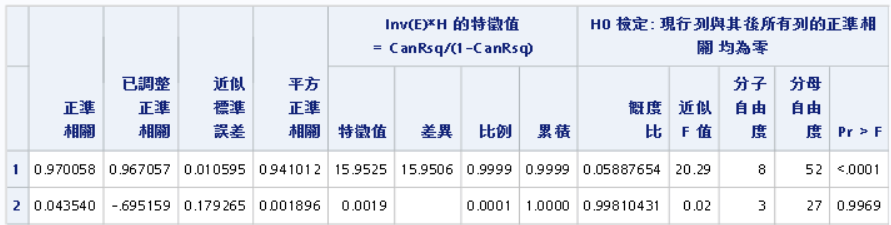 Inv(E)*H 的特徵值
= CanRsq/(1-CanRsq)
H0 檢定: 現行列與其後所有列的正準相
關 均為零
正準
相關
已調整
正準
相關
近似
標準
誤差
平方
正準
相關
特徵值
差異
比例
累積
概度
比
近似
F 值
分子
自由
度
分母
自由
度
Pr > F
1 0.970058 0.967057 0.010595 0.941012 15.9525 15.9506 0.9999 0.9999 0.05887654 20.29 8 52 <.0001
2 0.043540 -.695159 0.179265 0.001896 0.0019 0.0001 1.0000 0.99810431 0.02 3 27 0.9969